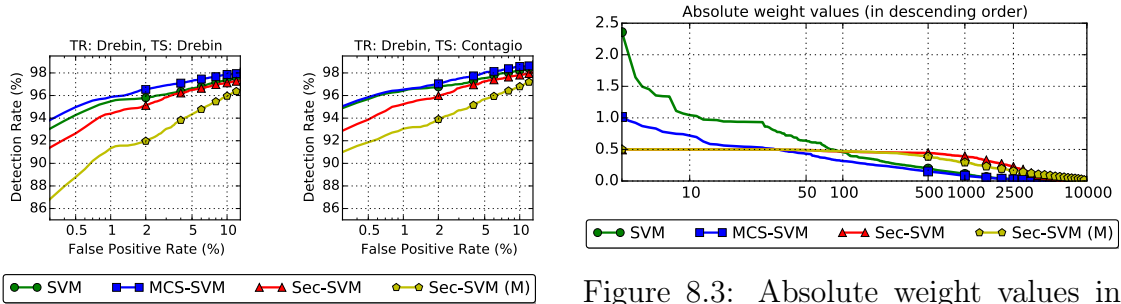 TR: Drebin, TS: Drebin
Detection Rate (%)
98
96
94
92
90
88
86
0.5 1 2 5 10
False Positive Rate (%)
TR: Drebin, TS: Contagio
Detection Rate (%)
98
96
94
92
90
88
86
0.5 1 2 5 10
False Positive Rate (%)
SVM MCS-SVM Sec-SVM Sec-SVM (M)
Absolute weight values (in descending order)
2.5
2.0
1.5
1.0
0.5
0.0
10 50 100 500 1000 2500 10000
SVM MCS-SVM Sec-SVM Sec-SVM (M)
Figure 8.3: Absolute weight values in